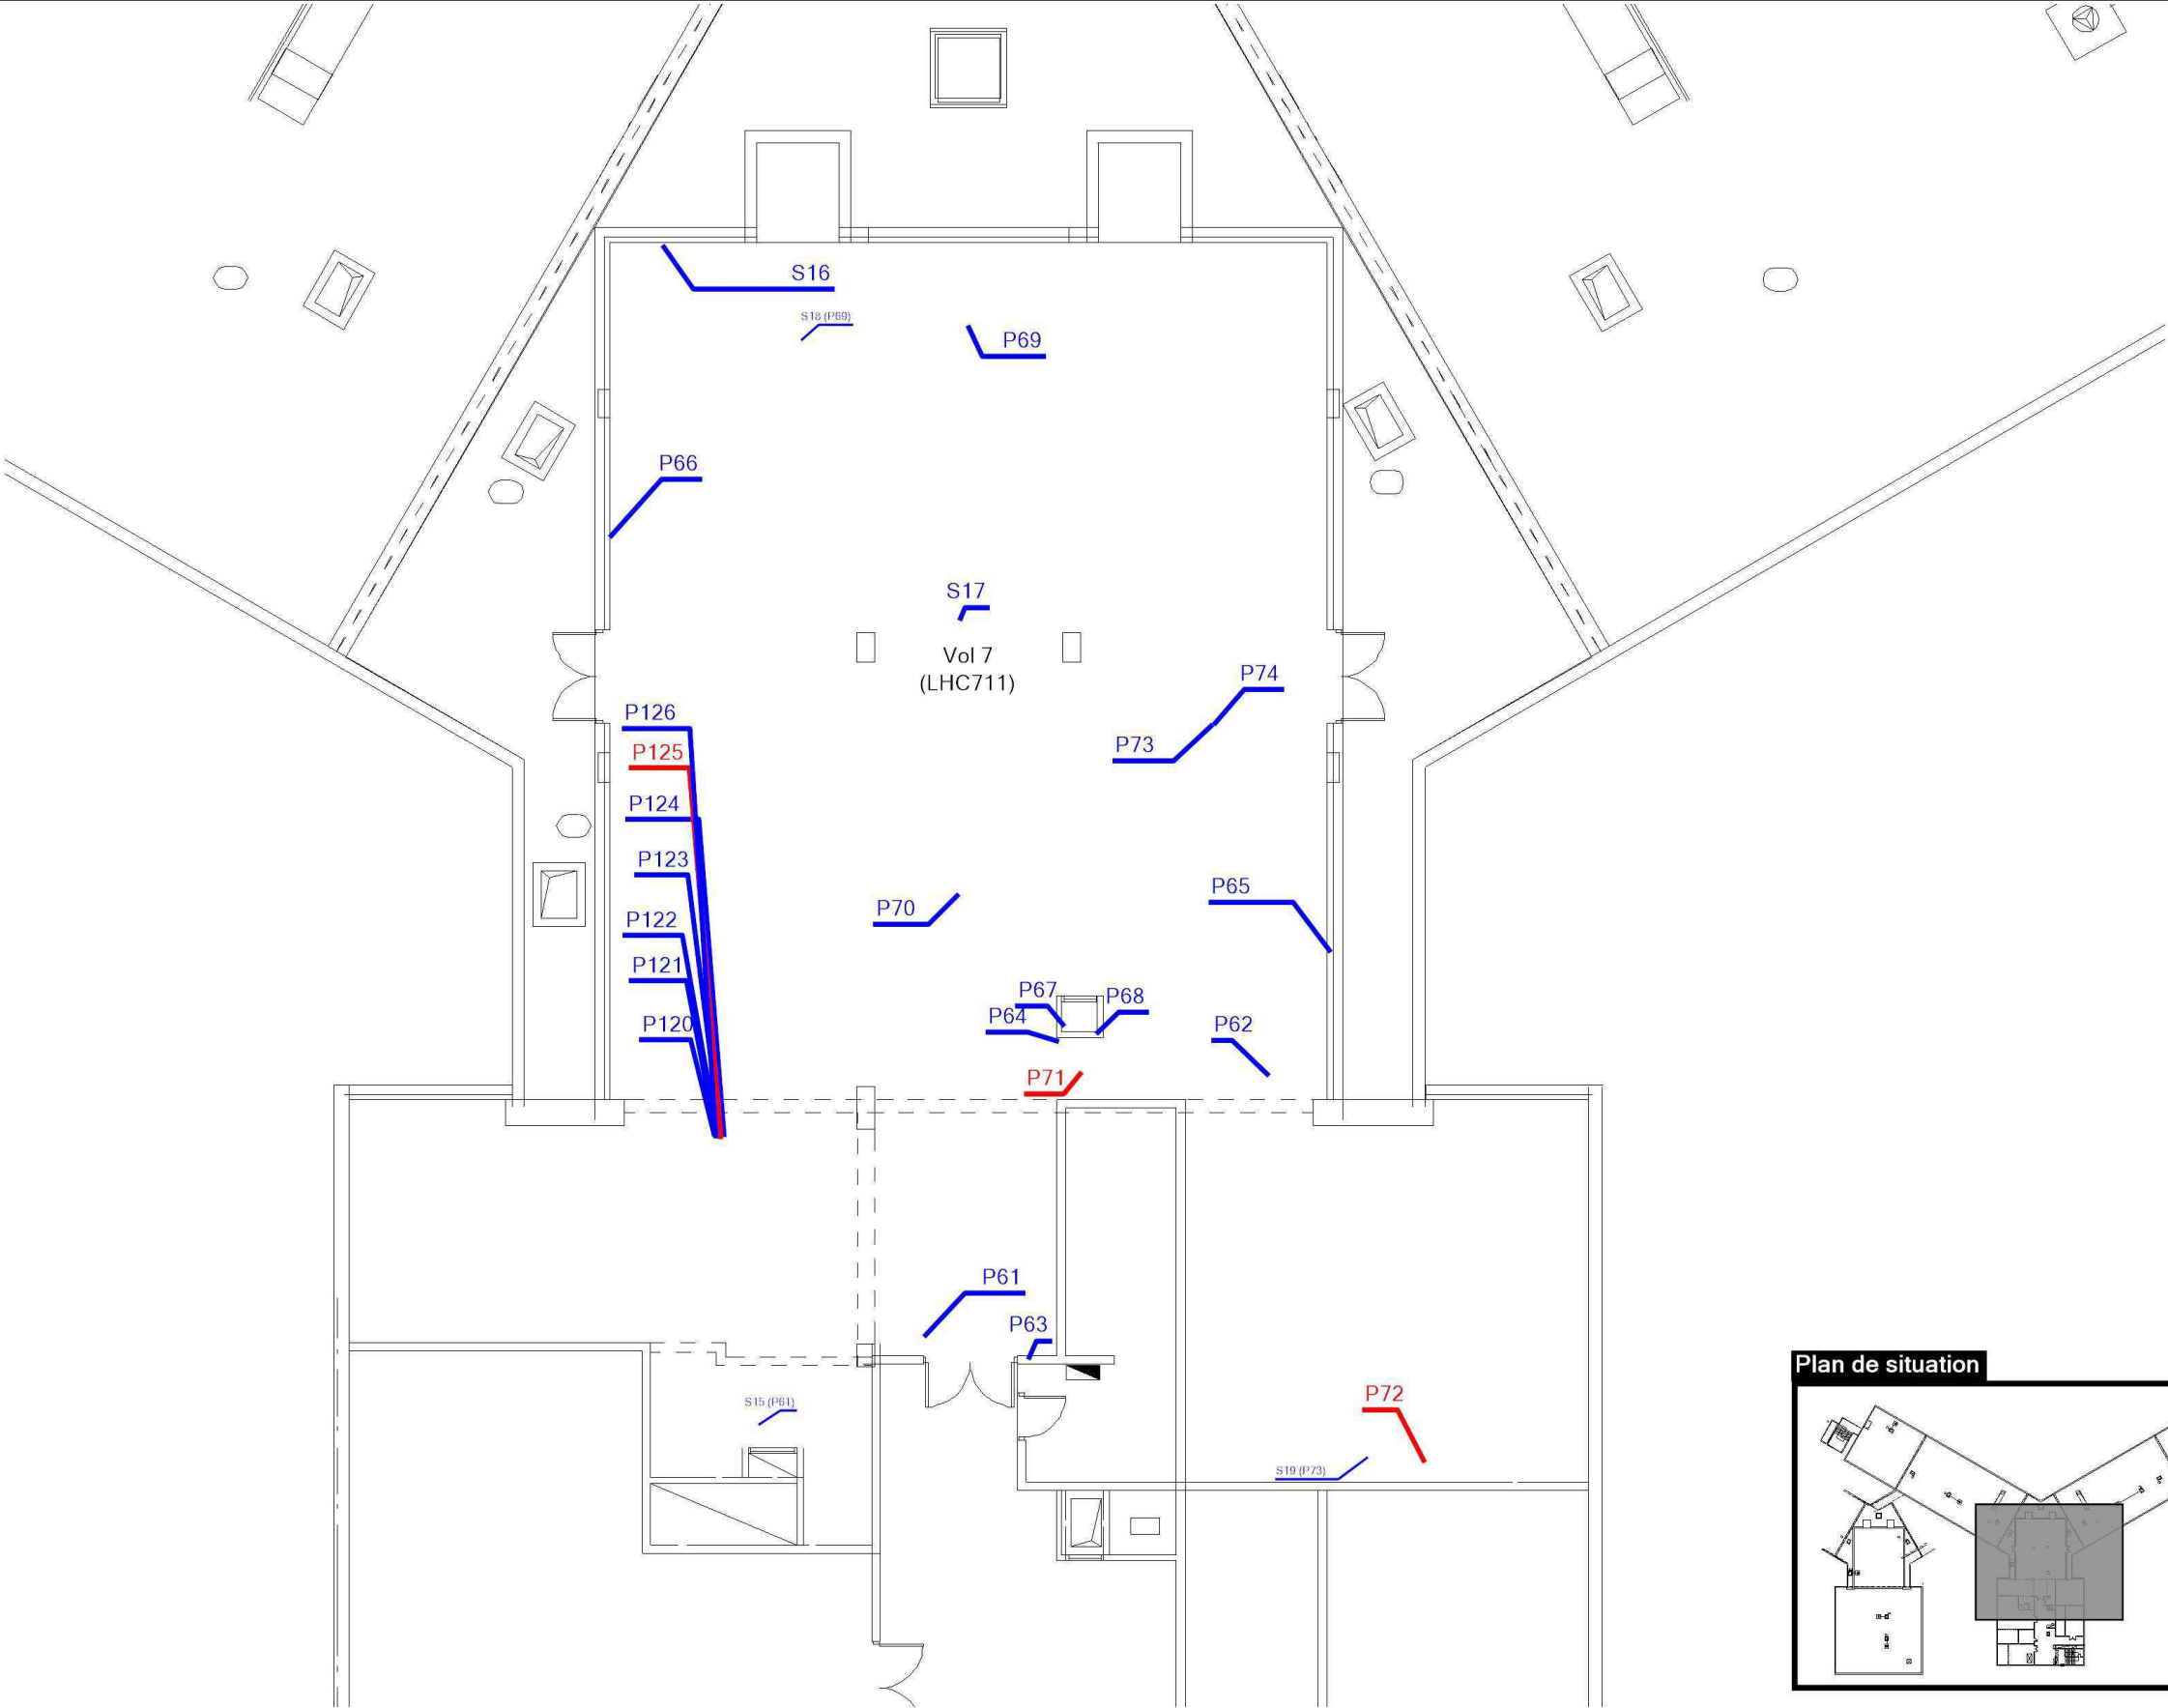 S16
S18 (P69)
P69
P66
S17
Vol 7
(LHC711)
P74
P126
P73
P125
P124
P123
P65
P70
P122
P121
P67
P68
P64
P120
P62
P71
P61
P63
Plan de situation
P72
S15 (P61)
S19 (P73)